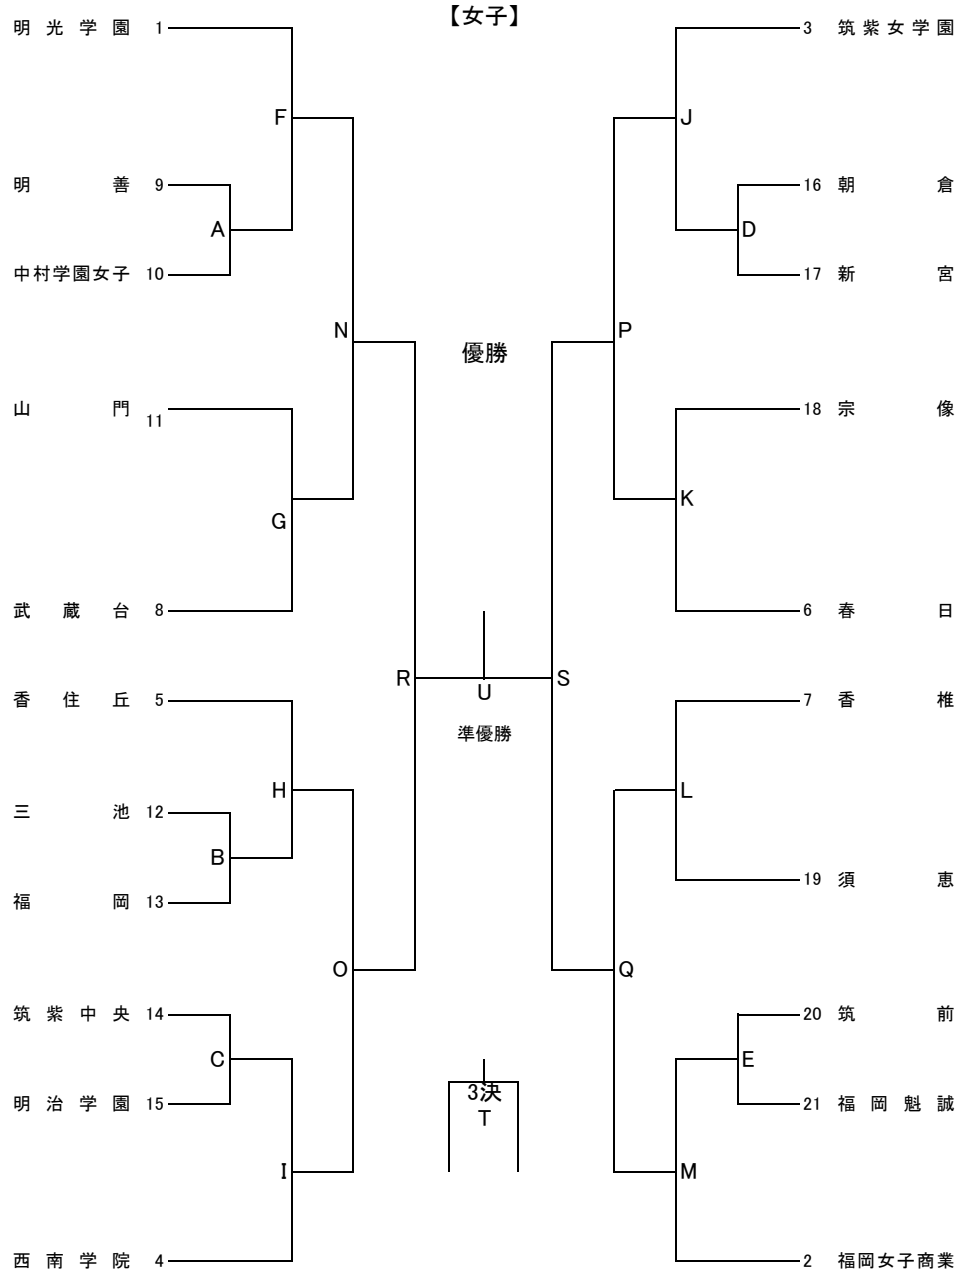 【女子】
明光学園 1
F
明善 9
A
中村学園女子 10
N
山門 11
G
武蔵台 8
R
香住丘 5
H
三池 12
B
福岡 13
O
筑紫中央 14
C
明治学園 15
I
西南学院 4
優勝
U
準優勝
3決
T
3 筑紫女学園
J
16 朝倉
D
17 新宮
P
18 宗像
K
6 春日
S
7 香椎
L
19 須恵
Q
20 筑前
E
21 福岡魁誠
M
2 福岡女子商業